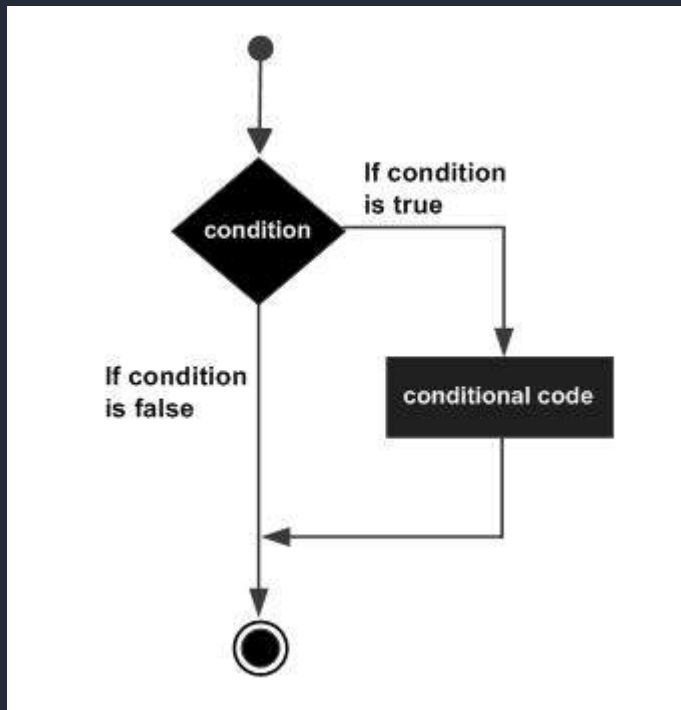 If condition
is true
condition
If condition
is false
conditional code